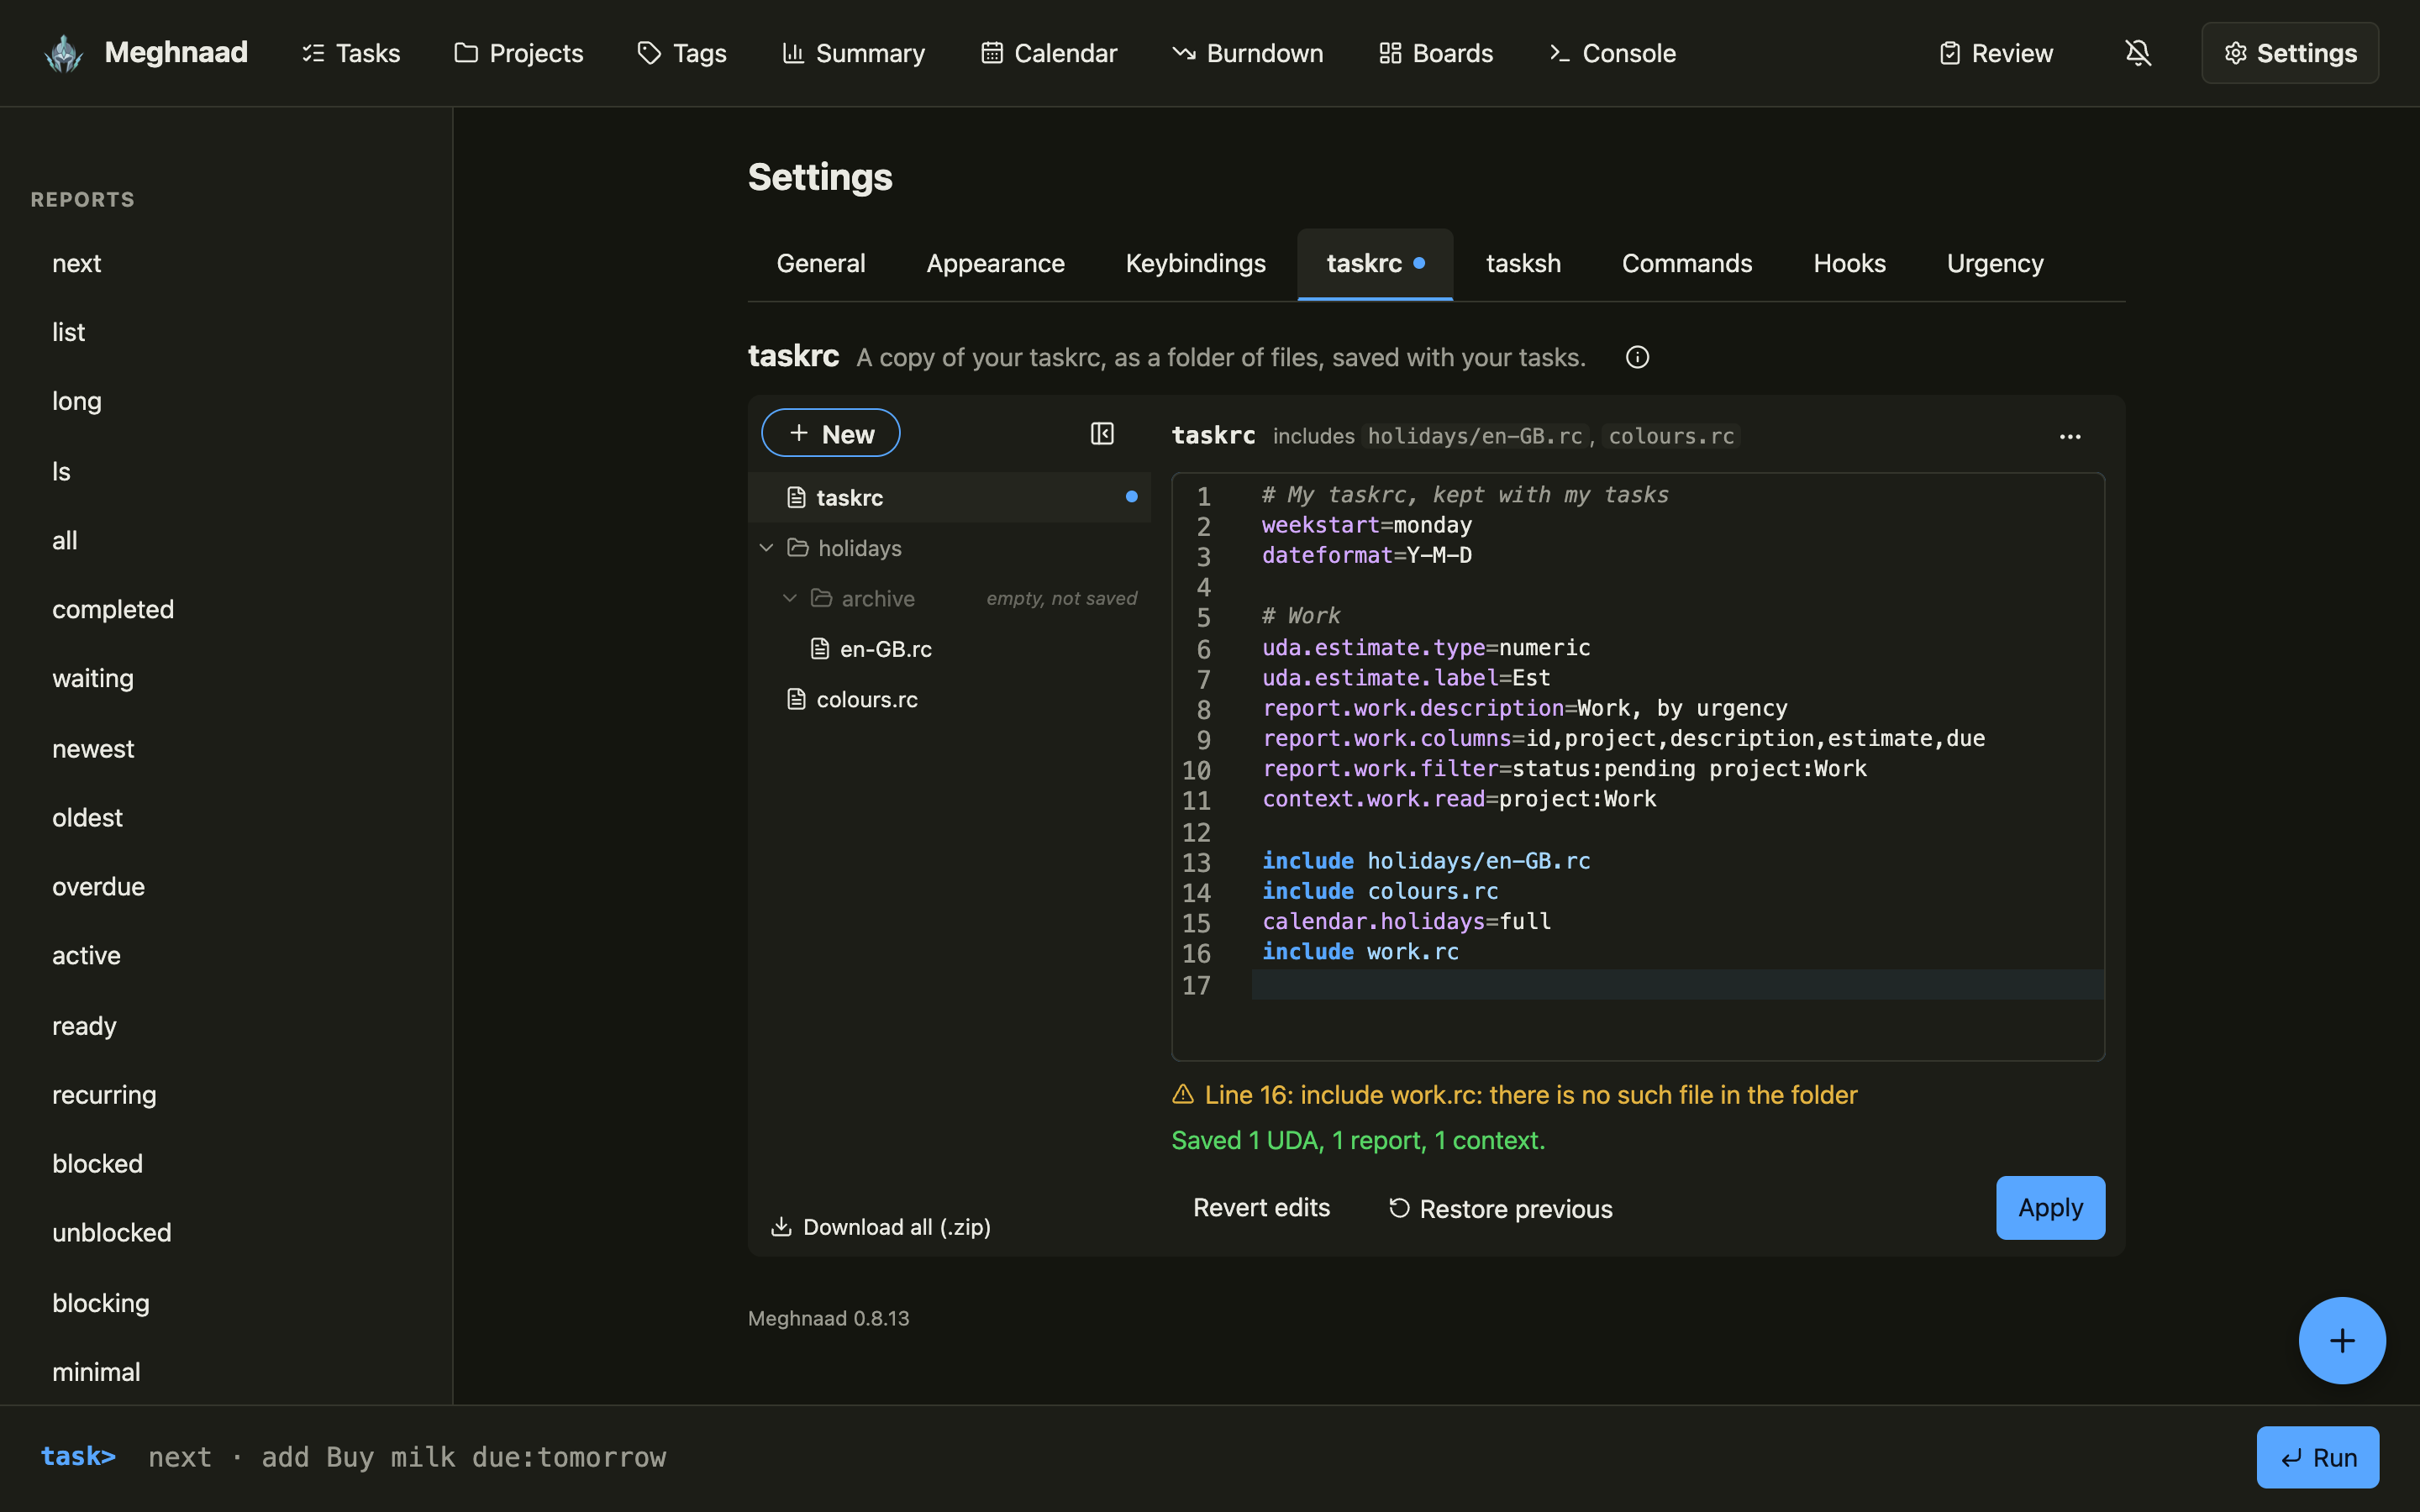 Meghnaad Tasks Projects Tags Summary Calendar Burndown Boards Console Review Settings
REPORTS
next
list
long
ls
all
completed
waiting
newest
oldest
overdue
active
ready
recurring
blocked
unblocked
blocking
minimal
Settings
General Appearance Keybindings taskrc tasksh Commands Hooks Urgency
taskrc A copy of your taskrc, as a folder of files, saved with your tasks.
New
taskrc
holidays
archive empty, not saved
en-GB.rc
colours.rc
Download all (.zip)
taskrc includes holidays/en-GB.rc, colours.rc
1 # My taskrc, kept with my tasks
2 weekstart=monday
3 dateformat=Y-M-D
4
5 # Work
6 uda.estimate.type=numeric
7 uda.estimate.label=Est
8 report.work.description=Work, by urgency
9 report.work.columns=id,project,description,estimate,due
10 report.work.filter=status:pending project:Work
11 context.work.read=project:Work
12
13 include holidays/en-GB.rc
14 include colours.rc
15 calendar.holidays=full
16 include work.rc
17
Line 16: include work.rc: there is no such file in the folder
Saved 1 UDA, 1 report, 1 context.
Revert edits Restore previous Apply
Meghnaad 0.8.13
task> next · add Buy milk due:tomorrow Run